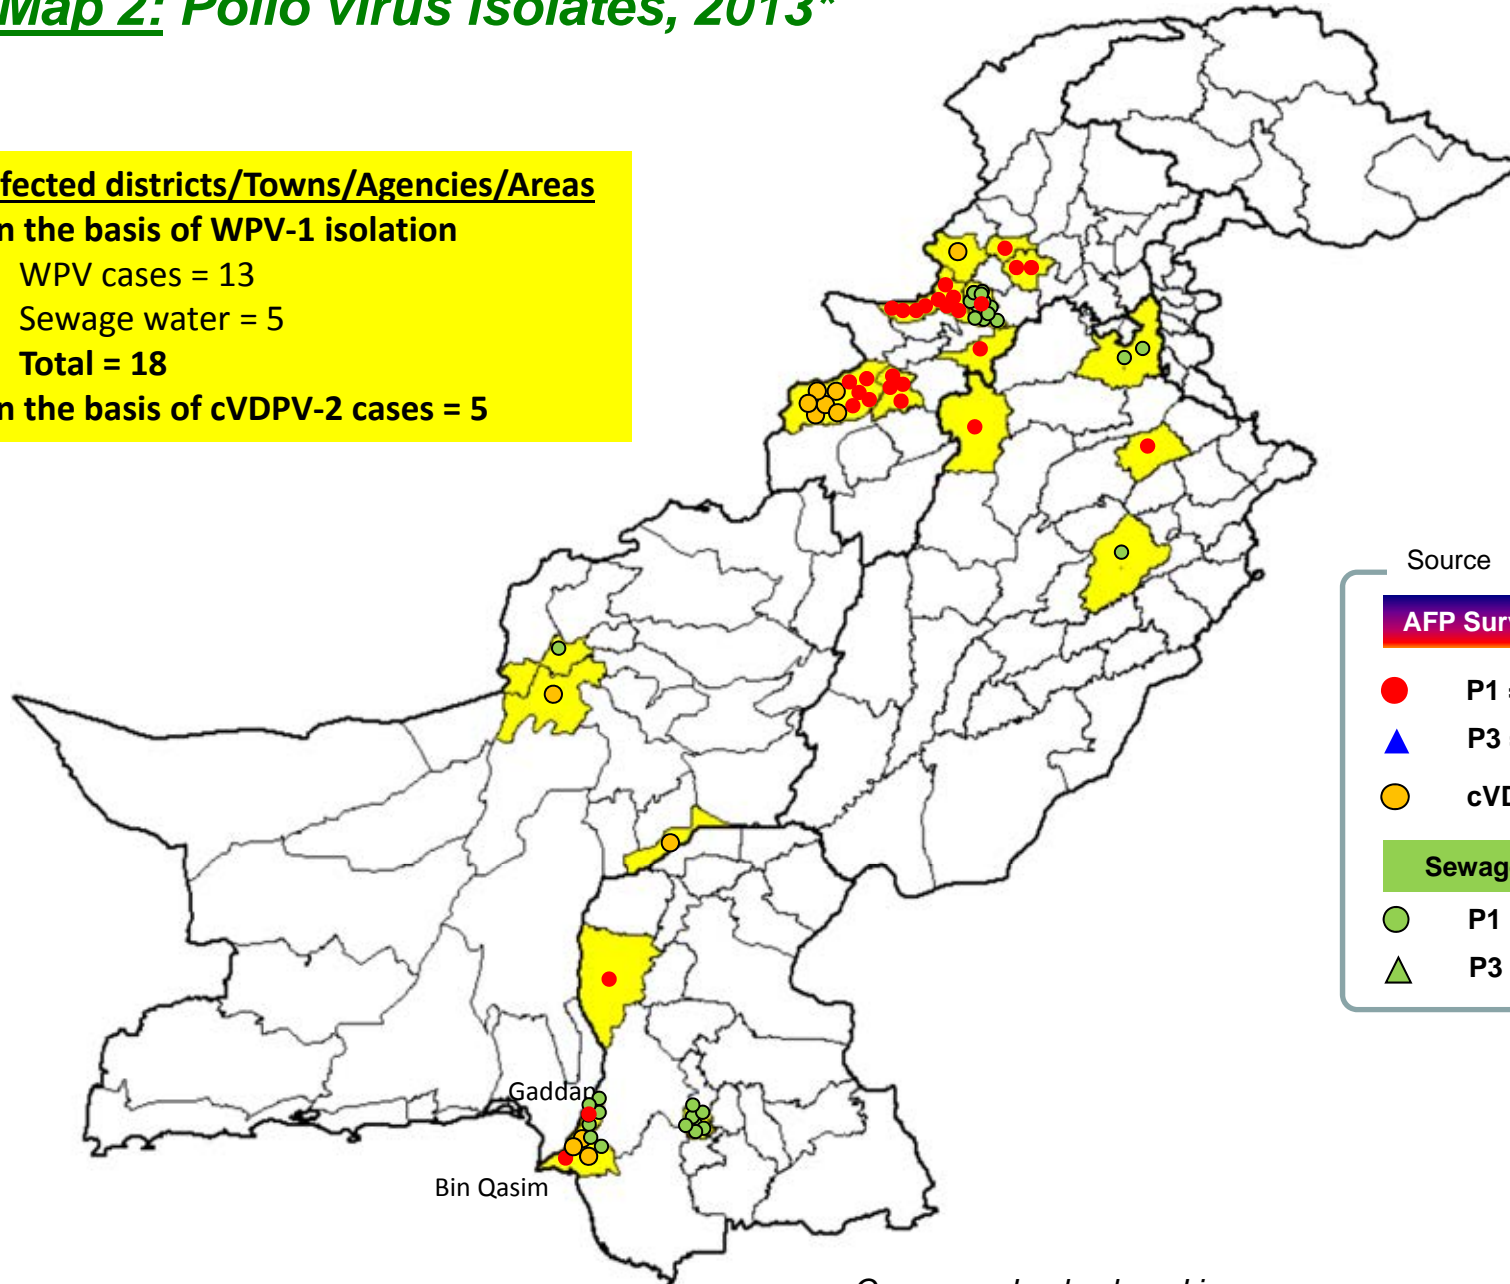 Map 2: Polio virus isolates, 2013*
fected districts/Towns/Agencies/Areas
n the basis of WPV-1 isolation
WPV cases = 13
Sewage water = 5
Total = 18
n the basis of cVDPV-2 cases = 5
Source
AFP Sur
P1
P3
cVD
Sewag
P1
P3
Gaddap
Bin Qasim